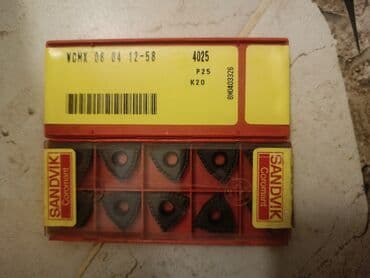 WCMX 06 04 12-58
4025
P25
K20
SANDVIK
Coromant
SANDVIK
Coromant